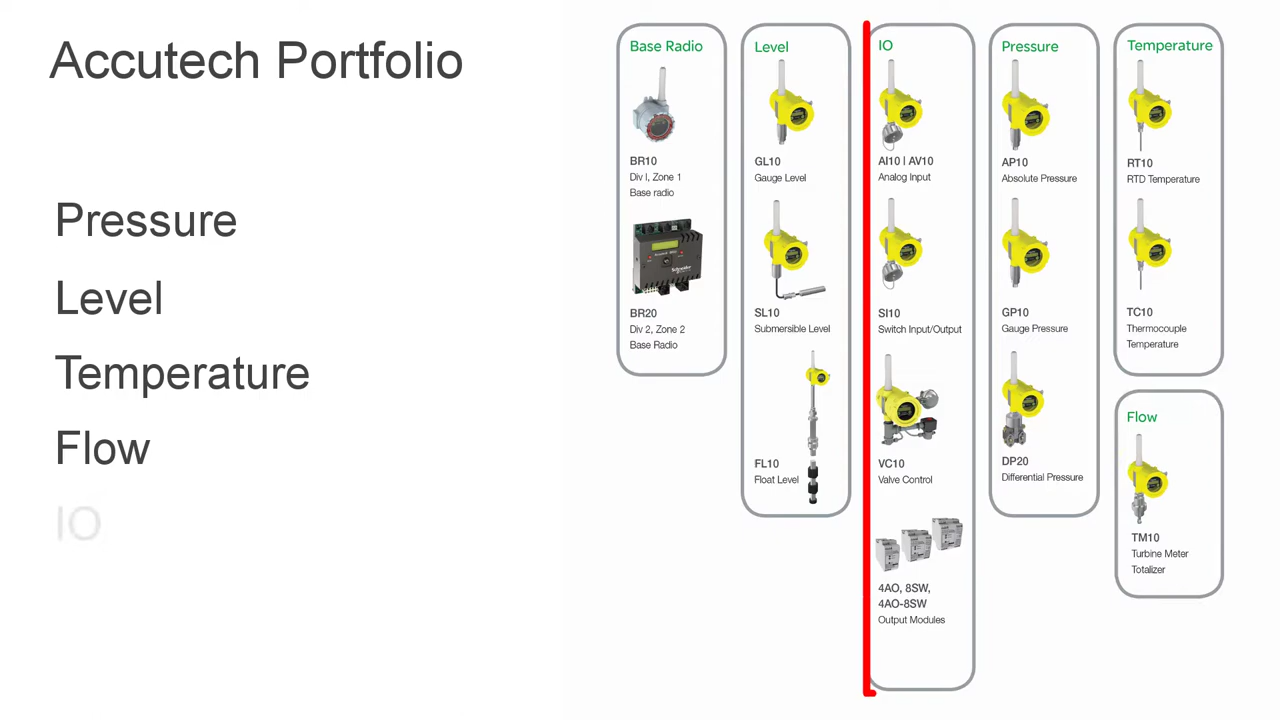 Accutech Portfolio
Pressure
Level
Temperature
Flow
IO
Base Radio
BR10
Div I, Zone 1
Base radio
BR20
Div 2, Zone 2
Base Radio
Level
GL10
Gauge Level
SL10
Submersible Level
FL10
Float Level
IO
AI10 | AV10
Analog Input
SI10
Switch Input/Output
VC10
Valve Control
4AO, 8SW,
4AO-8SW
Output Modules
Pressure
AP10
Absolute Pressure
GP10
Gauge Pressure
DP20
Differential Pressure
Temperature
RT10
RTD Temperature
TC10
Thermocouple
Temperature
Flow
TM10
Turbine Meter
Totalizer
Schneider